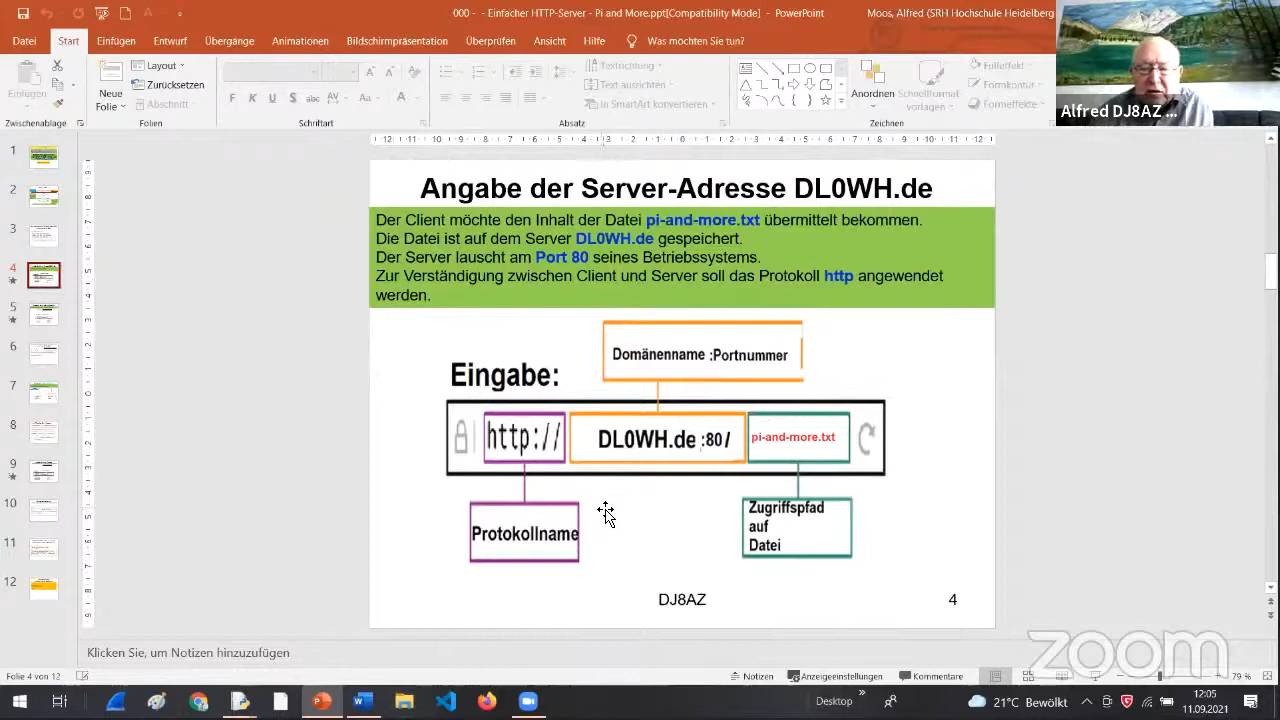 000 - - Einfacher HTTP-Server - Pi and More.ppt[Kompatibilitätsmodus] - PowerPoint
Moos, Alfred (SRH Hochschule Heidelberg
Datei Start Einfügen Entwurf Übergänge Animationen Bildschirmpräsentation Überprüfen Ansicht Hilfe Was möchten Sie tun?
Einfügen
Neue Folie
Layout
Zurücksetzen
Abschnitt
F K U S
Textrichtung
Text ausrichten
In SmartArt konvertieren
Anordnen
Schnellformat-
vorlagen
Fülleffekt
Formkontur
Formeffekte
Zwischenablage Folien Schriftart Absatz Zeichnen
Alfred DJ8AZ ...
Angabe der Server-Adresse DL0WH.de
Der Client möchte den Inhalt der Datei pi-and-more.txt übermittelt bekommen.
Die Datei ist auf dem Server DL0WH.de gespeichert.
Der Server lauscht am Port 80 seines Betriebssystems.
Zur Verständigung zwischen Client und Server soll das Protokoll http angewendet
werden.
Domänenname :Portnummer
Eingabe:
http:// DL0WH.de :80/ pi-and-more.txt
Protokollname
Zugriffspfad
auf
Datei
DJ8AZ 4
7
11
12
Klicken Sie, um Notizen hinzuzufügen
zoom
Folie 4 von 12
Notizen Anzeigeeinstellungen Kommentare
79 %
Desktop
21°C Bewölkt
12:05
11.09.2021